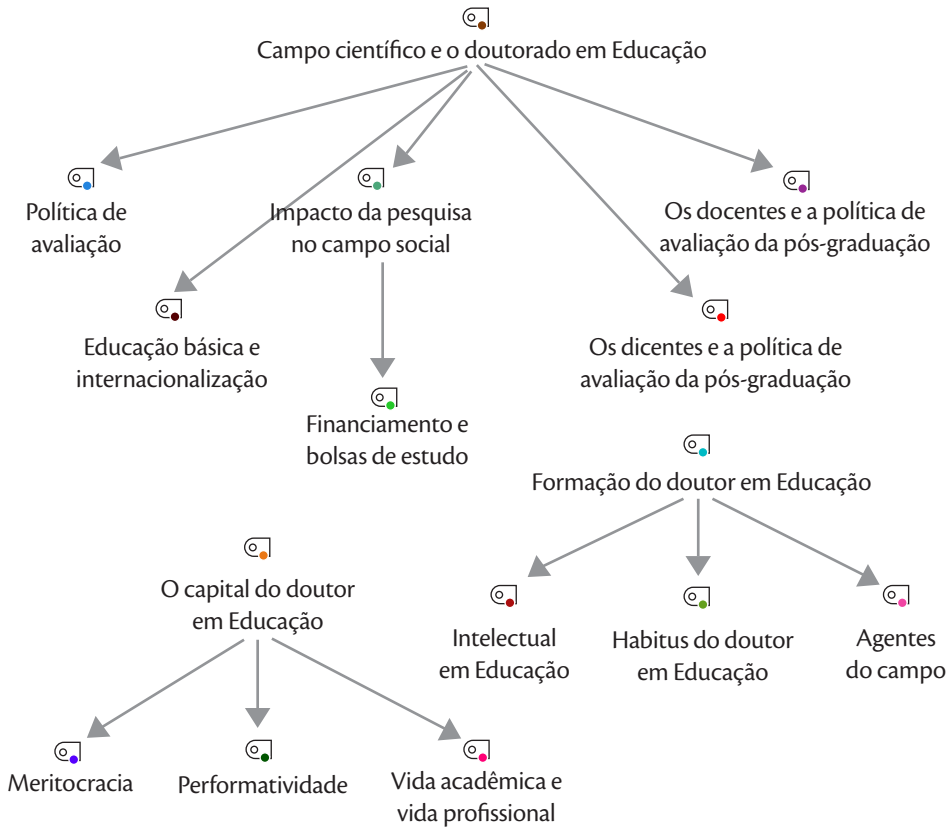 Campo científico e o doutorado em Educação
Política de
avaliação
Impacto da pesquisa
no campo social
Os docentes e a política de
avaliação da pós-graduação
Educação básica e
internacionalização
Os dicentes e a política de
avaliação da pós-graduação
Financiamento e
bolsas de estudo
Formação do doutor em Educação
O capital do doutor
em Educação
Intelectual
em Educação
Habitus do doutor
em Educação
Agentes
do campo
Meritocracia
Performatividade
Vida acadêmica e
vida profissional